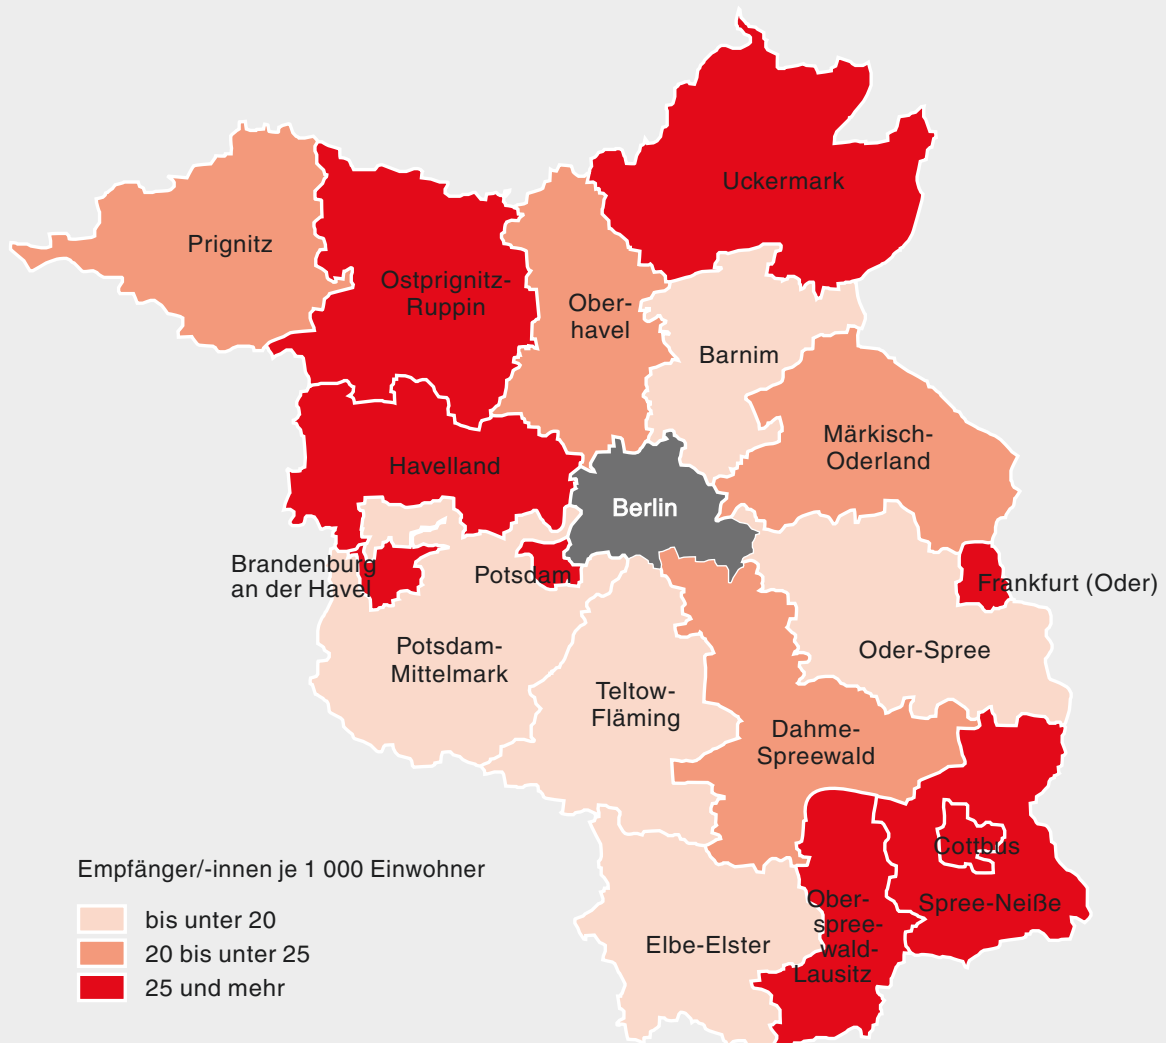 Uckermark
Prignitz
Ostprignitz-
Ruppin
Ober-
havel
Barnim
Märkisch-
Oderland
Havelland
Berlin
Brandenburg
an der Havel
Potsdam
Frankfurt (Oder)
Potsdam-
Mittelmark
Oder-Spree
Teltow-
Fläming
Dahme-
Spreewald
Cottbus
Spree-Neiße
Ober-
spree-
wald-
Lausitz
Elbe-Elster
Empfänger/-innen je 1 000 Einwohner
bis unter 20
20 bis unter 25
25 und mehr